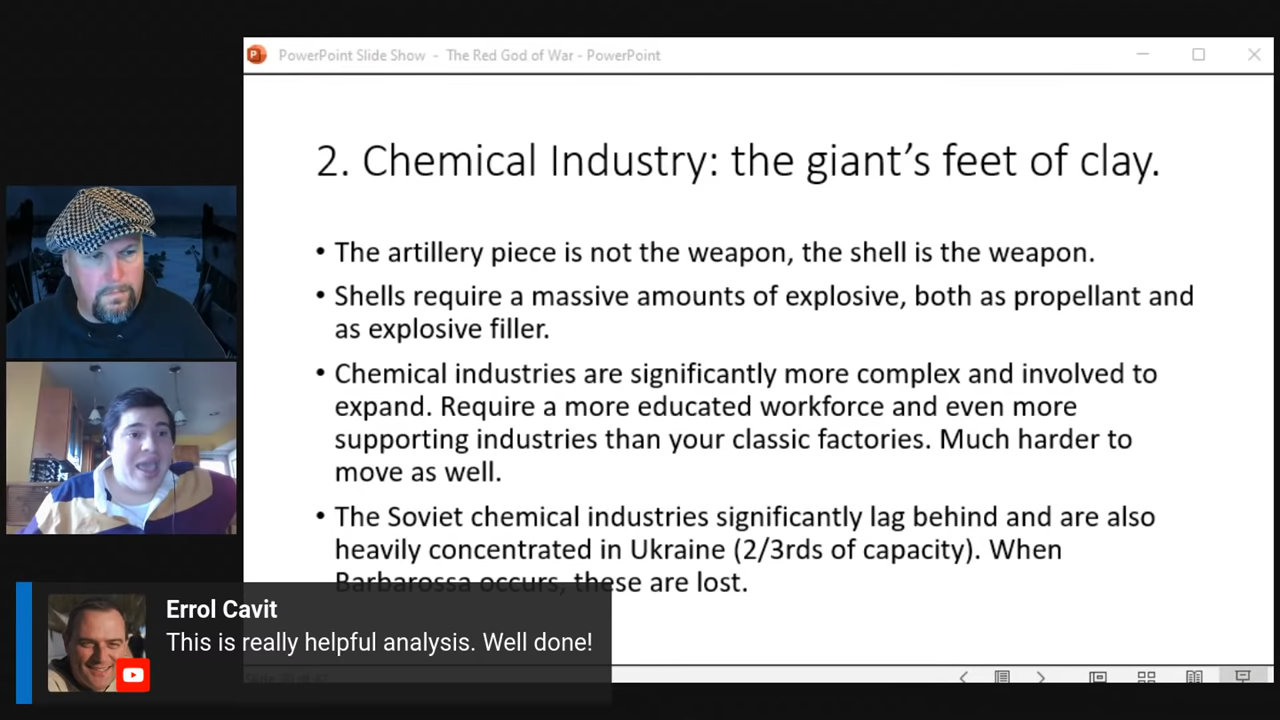 PowerPoint Slide Show - The Red God of War - PowerPoint
2. Chemical Industry: the giant’s feet of clay.
• The artillery piece is not the weapon, the shell is the weapon.
• Shells require a massive amounts of explosive, both as propellant and
as explosive filler.
• Chemical industries are significantly more complex and involved to
expand. Require a more educated workforce and even more
supporting industries than your classic factories. Much harder to
move as well.
• The Soviet chemical industries significantly lag behind and are also
heavily concentrated in Ukraine (2/3rds of capacity). When
Barbarossa occurs, these are lost.
Errol Cavit
This is really helpful analysis. Well done!